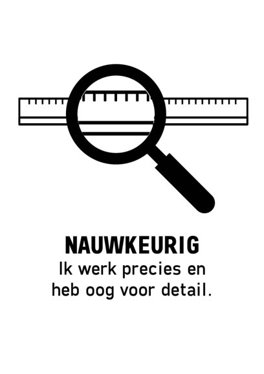 NAUWKEURIG
Ik werk precies en
heb oog voor detail.